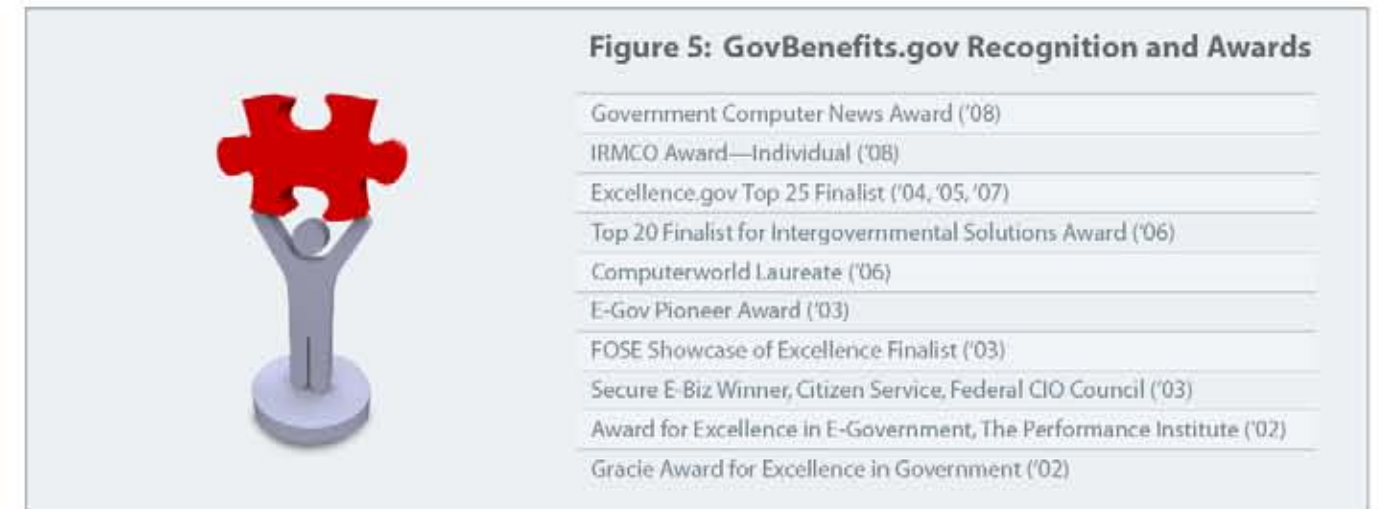 Figure 5: GovBenefits.gov Recognition and Awards
Government Computer News Award ('08)
IRMCO Award—Individual ('08)
Excellence.gov Top 25 Finalist ('04, '05, '07)
Top 20 Finalist for Intergovernmental Solutions Award ('06)
Computerworld Laureate ('06)
E-Gov Pioneer Award ('03)
FOSE Showcase of Excellence Finalist ('03)
Secure E-Biz Winner, Citizen Service, Federal CIO Council ('03)
Award for Excellence in E-Government, The Performance Institute ('02)
Gracie Award for Excellence in Government ('02)